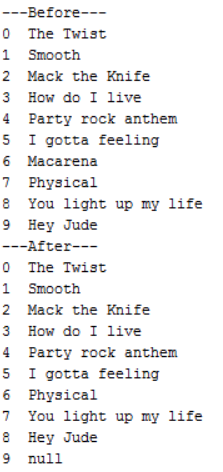 ---Before---
0 The Twist
1 Smooth
2 Mack the Knife
3 How do I live
4 Party rock anthem
5 I gotta feeling
6 Macarena
7 Physical
8 You light up my life
9 Hey Jude
---After---
0 The Twist
1 Smooth
2 Mack the Knife
3 How do I live
4 Party rock anthem
5 I gotta feeling
6 Physical
7 You light up my life
8 Hey Jude
9 null